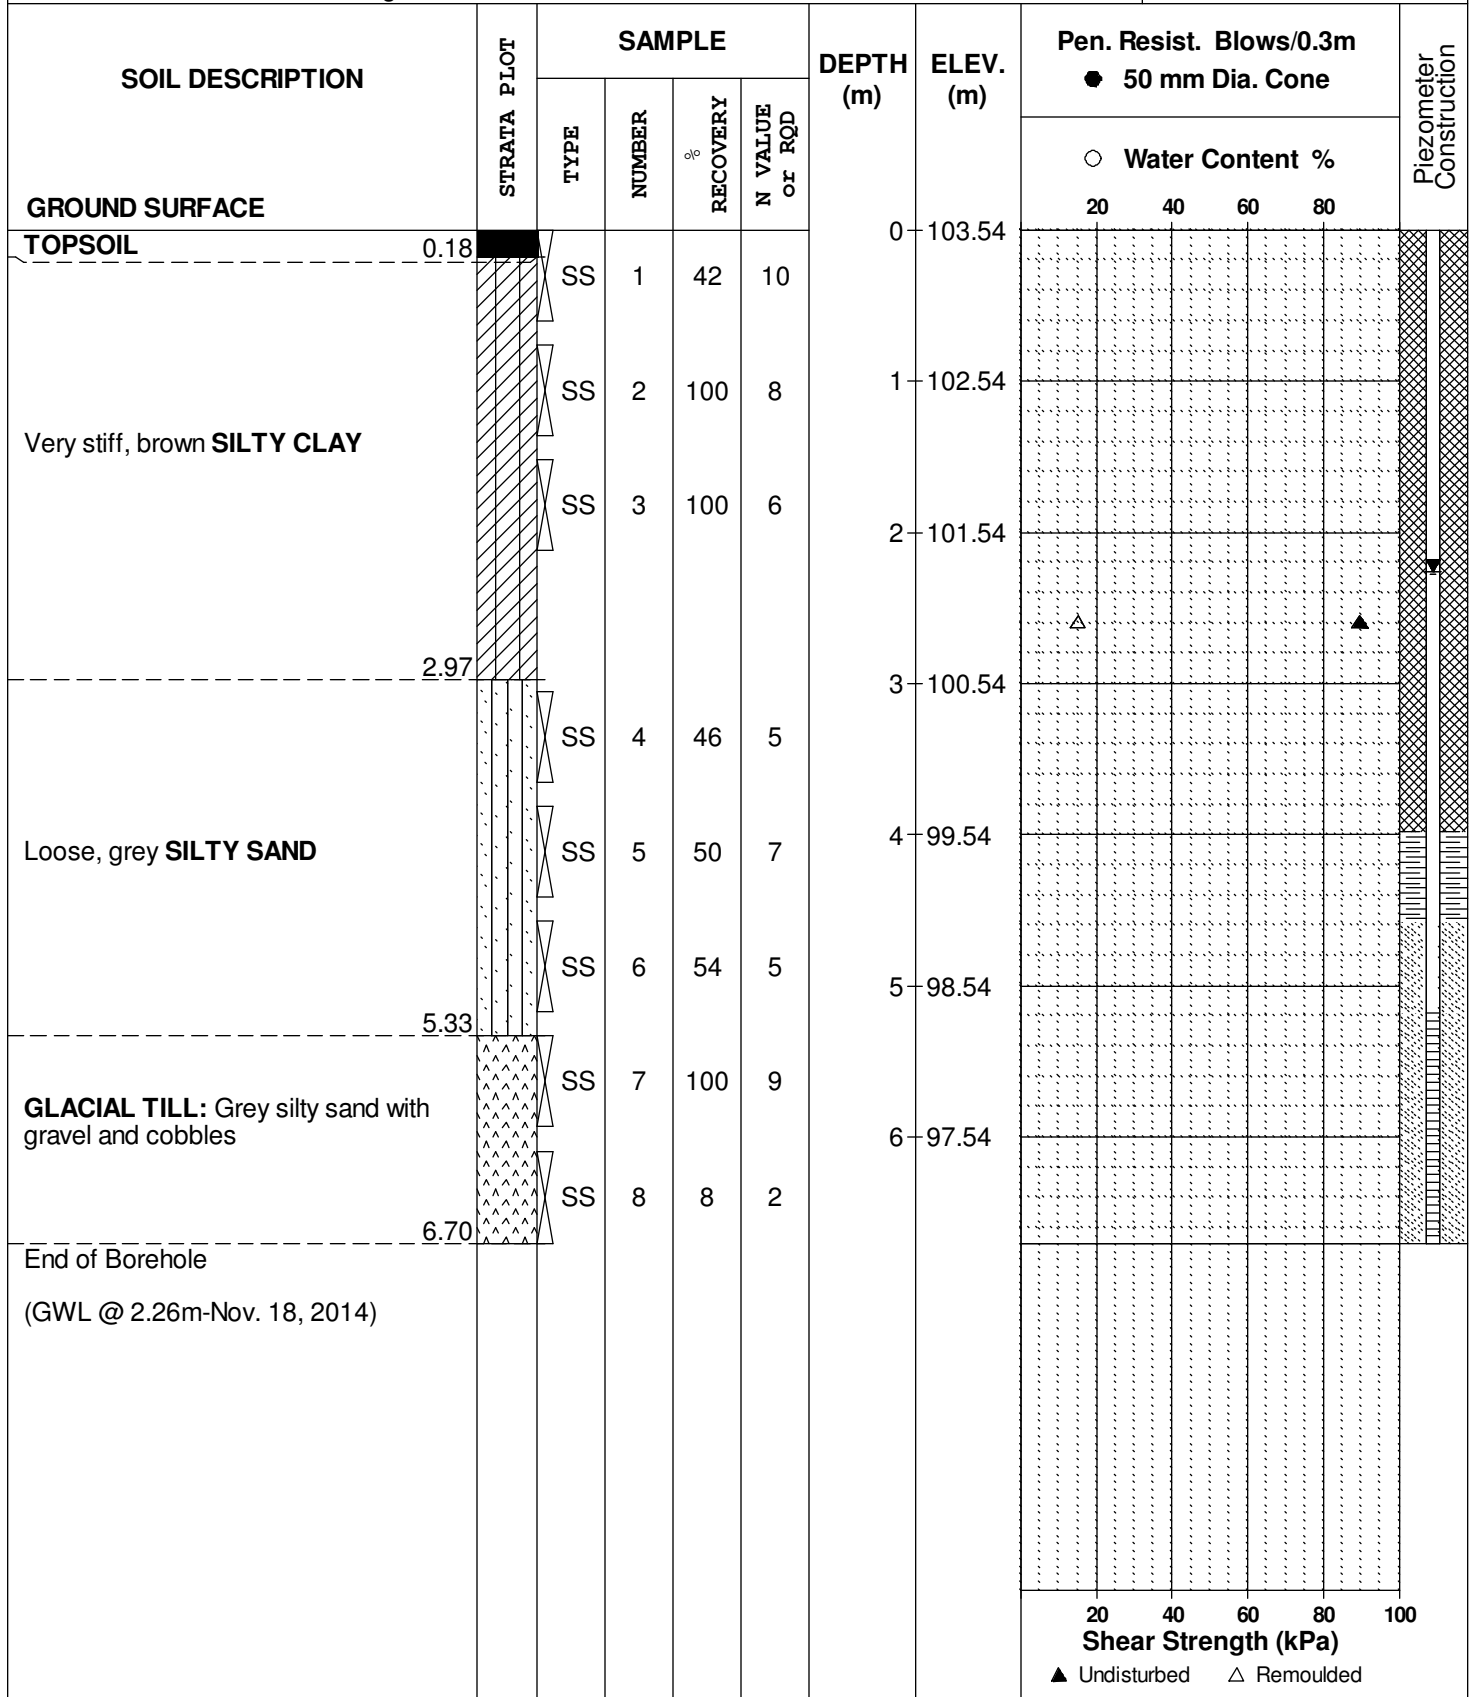 SOIL DESCRIPTION
GROUND SURFACE
STRATA PLOT
SAMPLE
TYPE
NUMBER
%
RECOVERY
N VALUE
or RQD
DEPTH
(m)
ELEV.
(m)
Pen. Resist. Blows/0.3m
● 50 mm Dia. Cone
○ Water Content %
20 40 60 80
Piezometer
Construction
TOPSOIL 0.18
0 103.54
SS 1 42 10
1 102.54
SS 2 100 8
Very stiff, brown SILTY CLAY
SS 3 100 6
2 101.54
2.97
3 100.54
SS 4 46 5
4 99.54
Loose, grey SILTY SAND
SS 5 50 7
SS 6 54 5
5 98.54
5.33
SS 7 100 9
GLACIAL TILL: Grey silty sand with
gravel and cobbles
6 97.54
SS 8 8 2
6.70
End of Borehole
(GWL @ 2.26m-Nov. 18, 2014)
20 40 60 80 100
Shear Strength (kPa)
▲ Undisturbed △ Remoulded